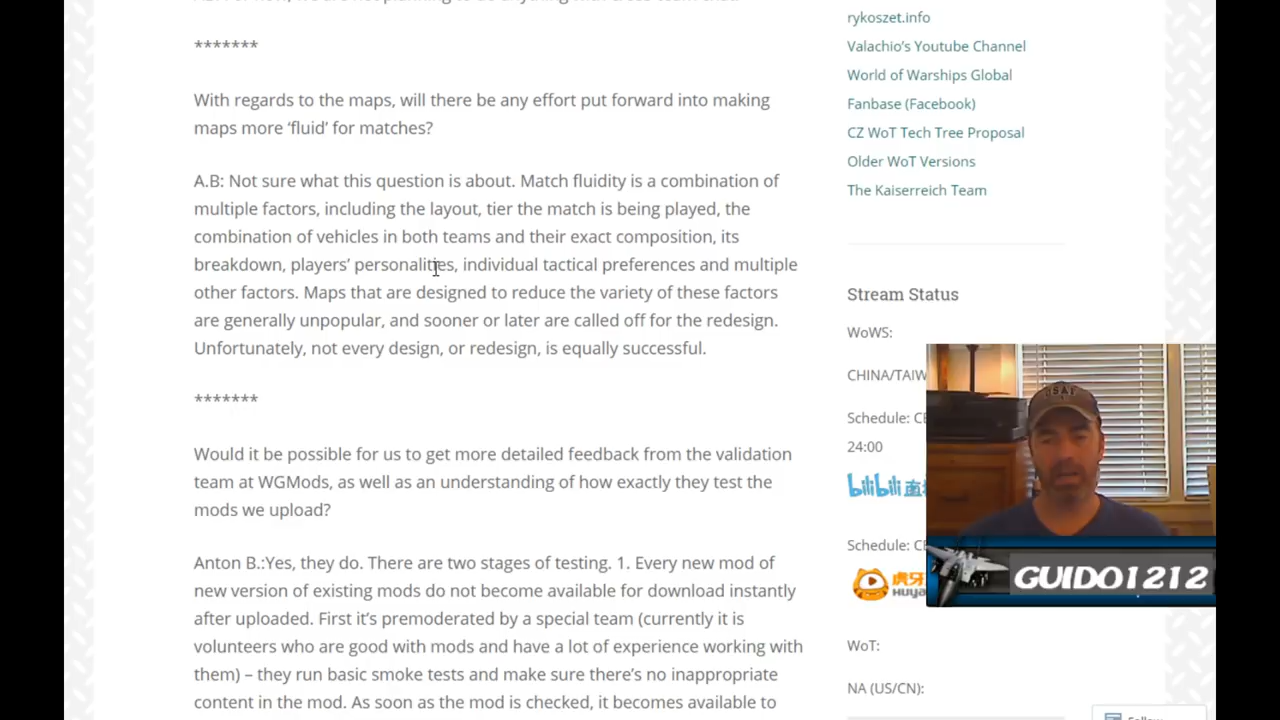 *******
With regards to the maps, will there be any effort put forward into making
maps more ‘fluid’ for matches?
A.B: Not sure what this question is about. Match fluidity is a combination of
multiple factors, including the layout, tier the match is being played, the
combination of vehicles in both teams and their exact composition, its
breakdown, players’ personalities, individual tactical preferences and multiple
other factors. Maps that are designed to reduce the variety of these factors
are generally unpopular, and sooner or later are called off for the redesign.
Unfortunately, not every design, or redesign, is equally successful.
*******
Would it be possible for us to get more detailed feedback from the validation
team at WGMods, as well as an understanding of how exactly they test the
mods we upload?
Anton B.:Yes, they do. There are two stages of testing. 1. Every new mod of
new version of existing mods do not become available for download instantly
after uploaded. First it’s premoderated by a special team (currently it is
volunteers who are good with mods and have a lot of experience working with
them) – they run basic smoke tests and make sure there’s no inappropriate
content in the mod. As soon as the mod is checked, it becomes available to
rykoszet.info
Valachio’s Youtube Channel
World of Warships Global
Fanbase (Facebook)
CZ WoT Tech Tree Proposal
Older WoT Versions
The Kaiserreich Team
Stream Status
WoWS:
CHINA/TAIW
Schedule: CE
24:00
bilibili
Schedule: CE
虎牙
HUYA
WoT:
NA (US/CN):
USAF
GUIDO1212
Follow